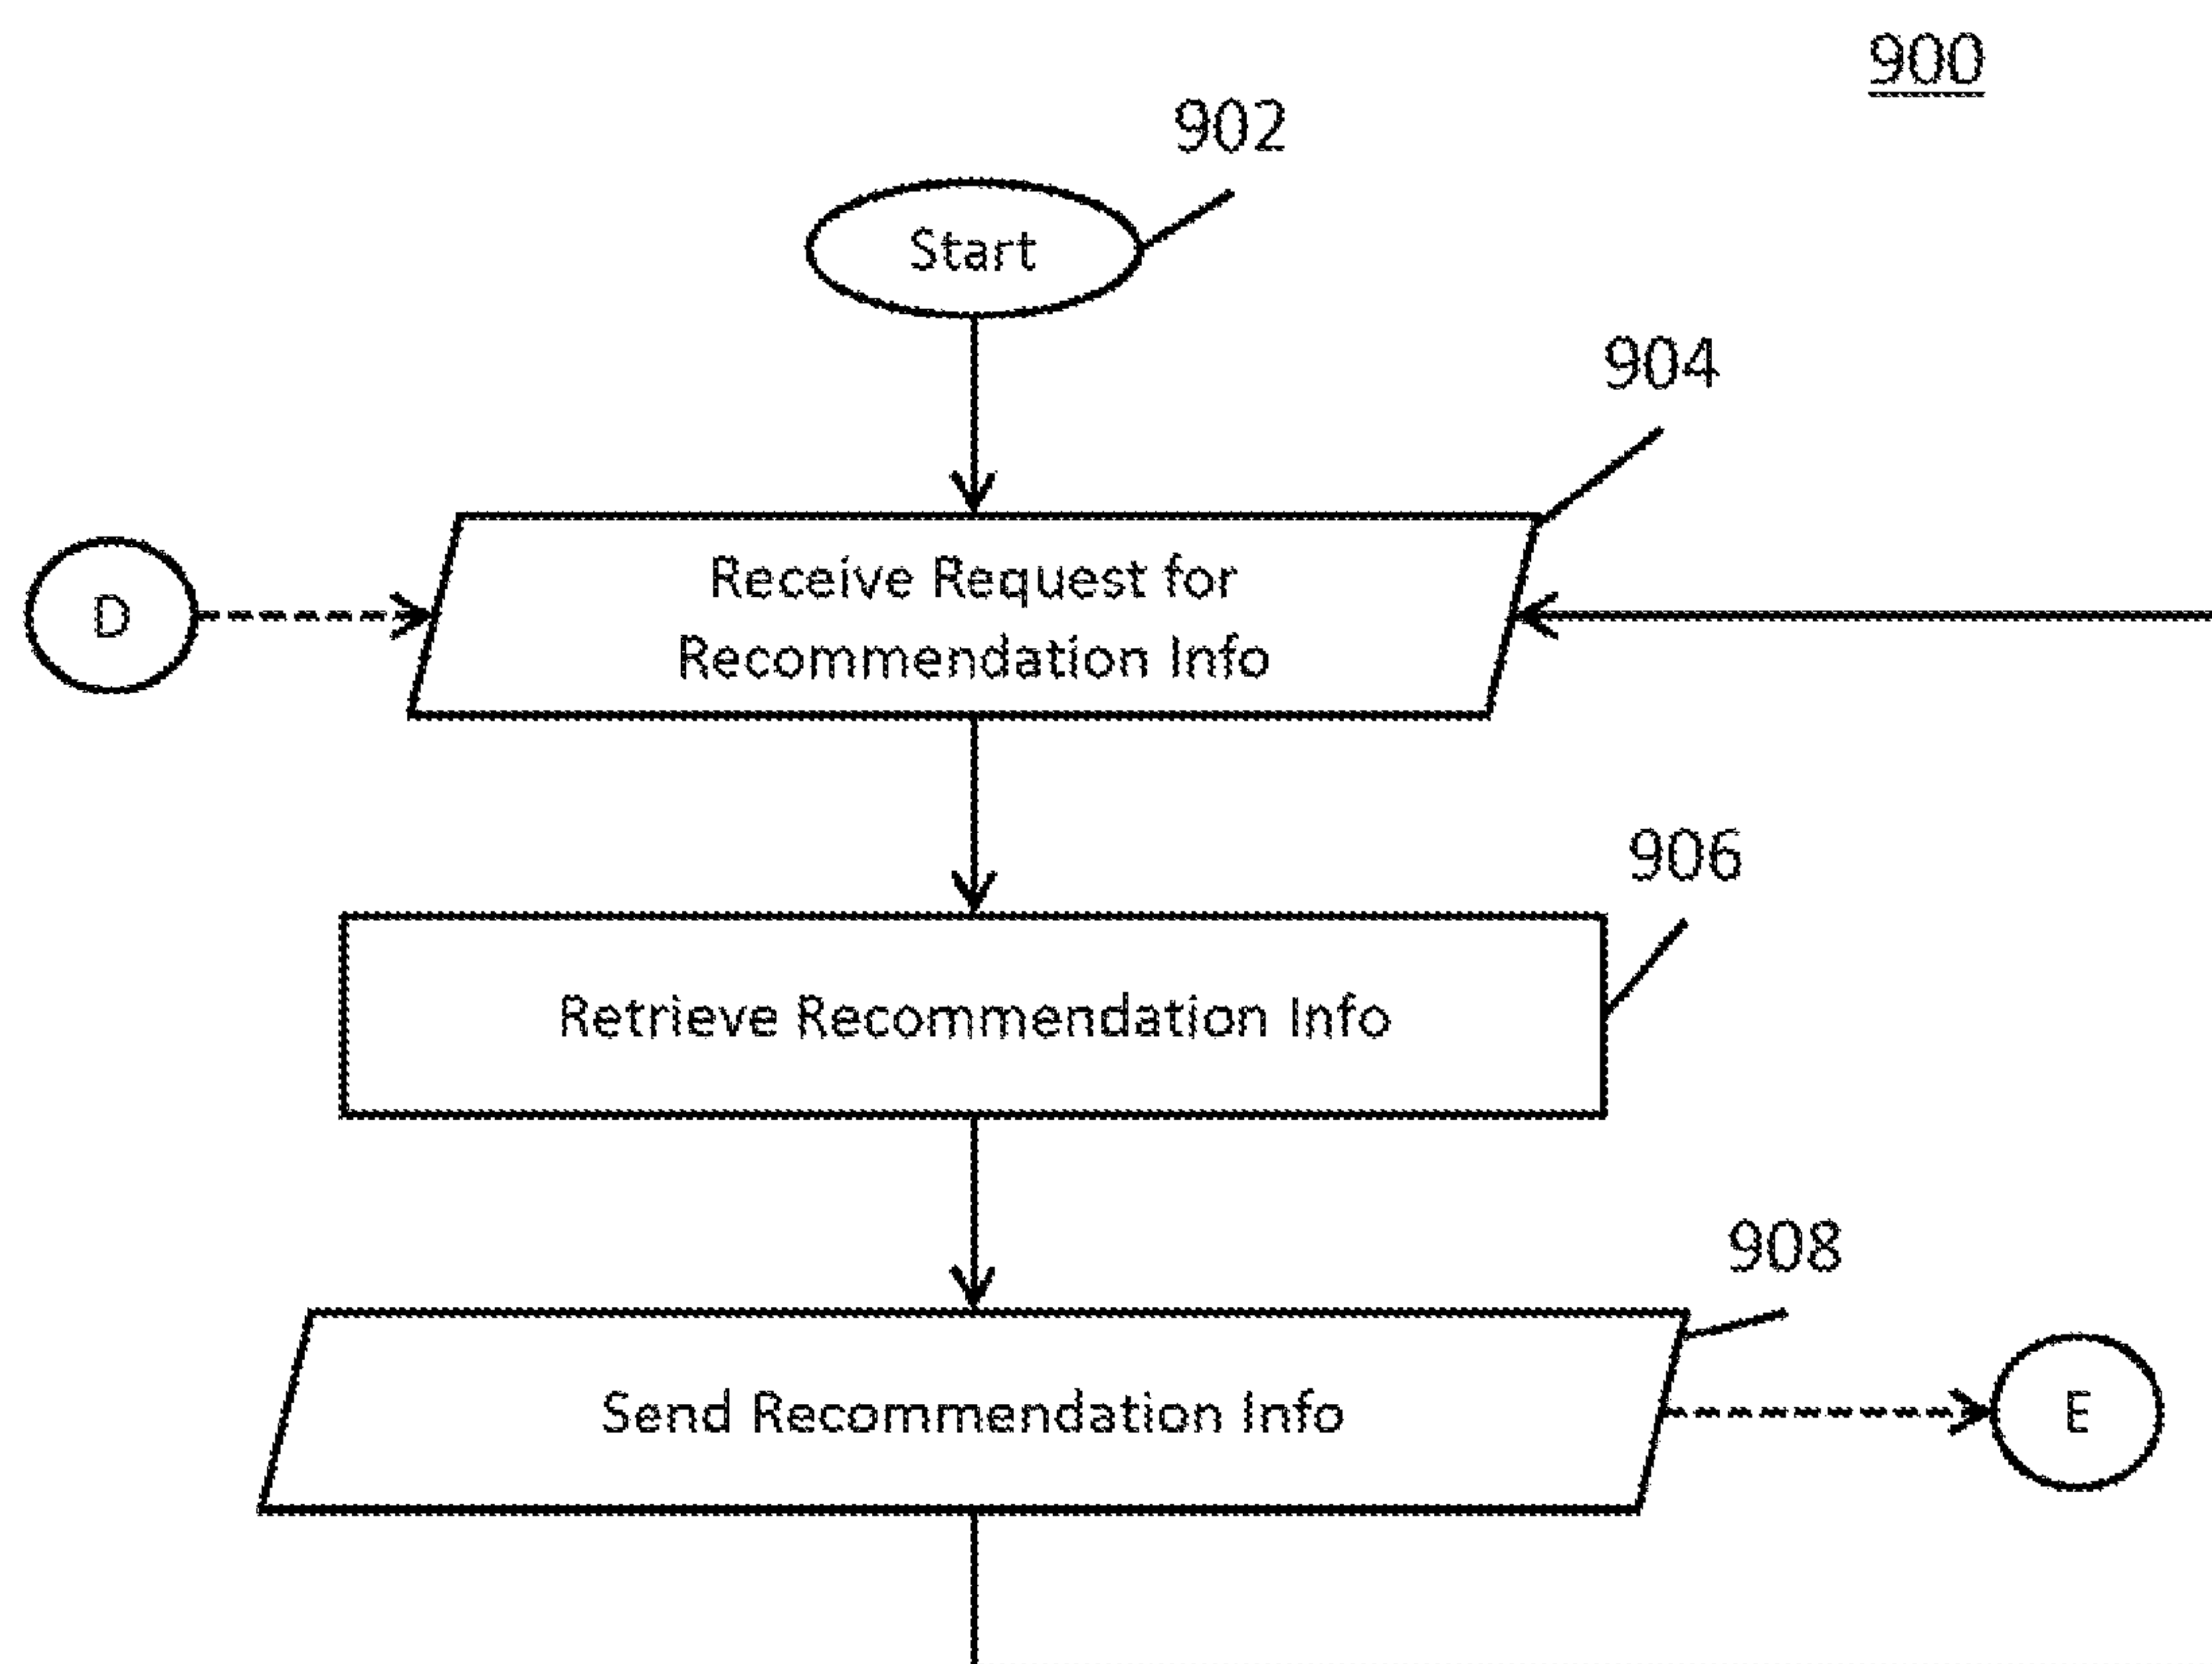 900
902
Start
904
Receive Request for
Recommendation Info
D
906
Retrieve Recommendation Info
908
Send Recommendation Info
E